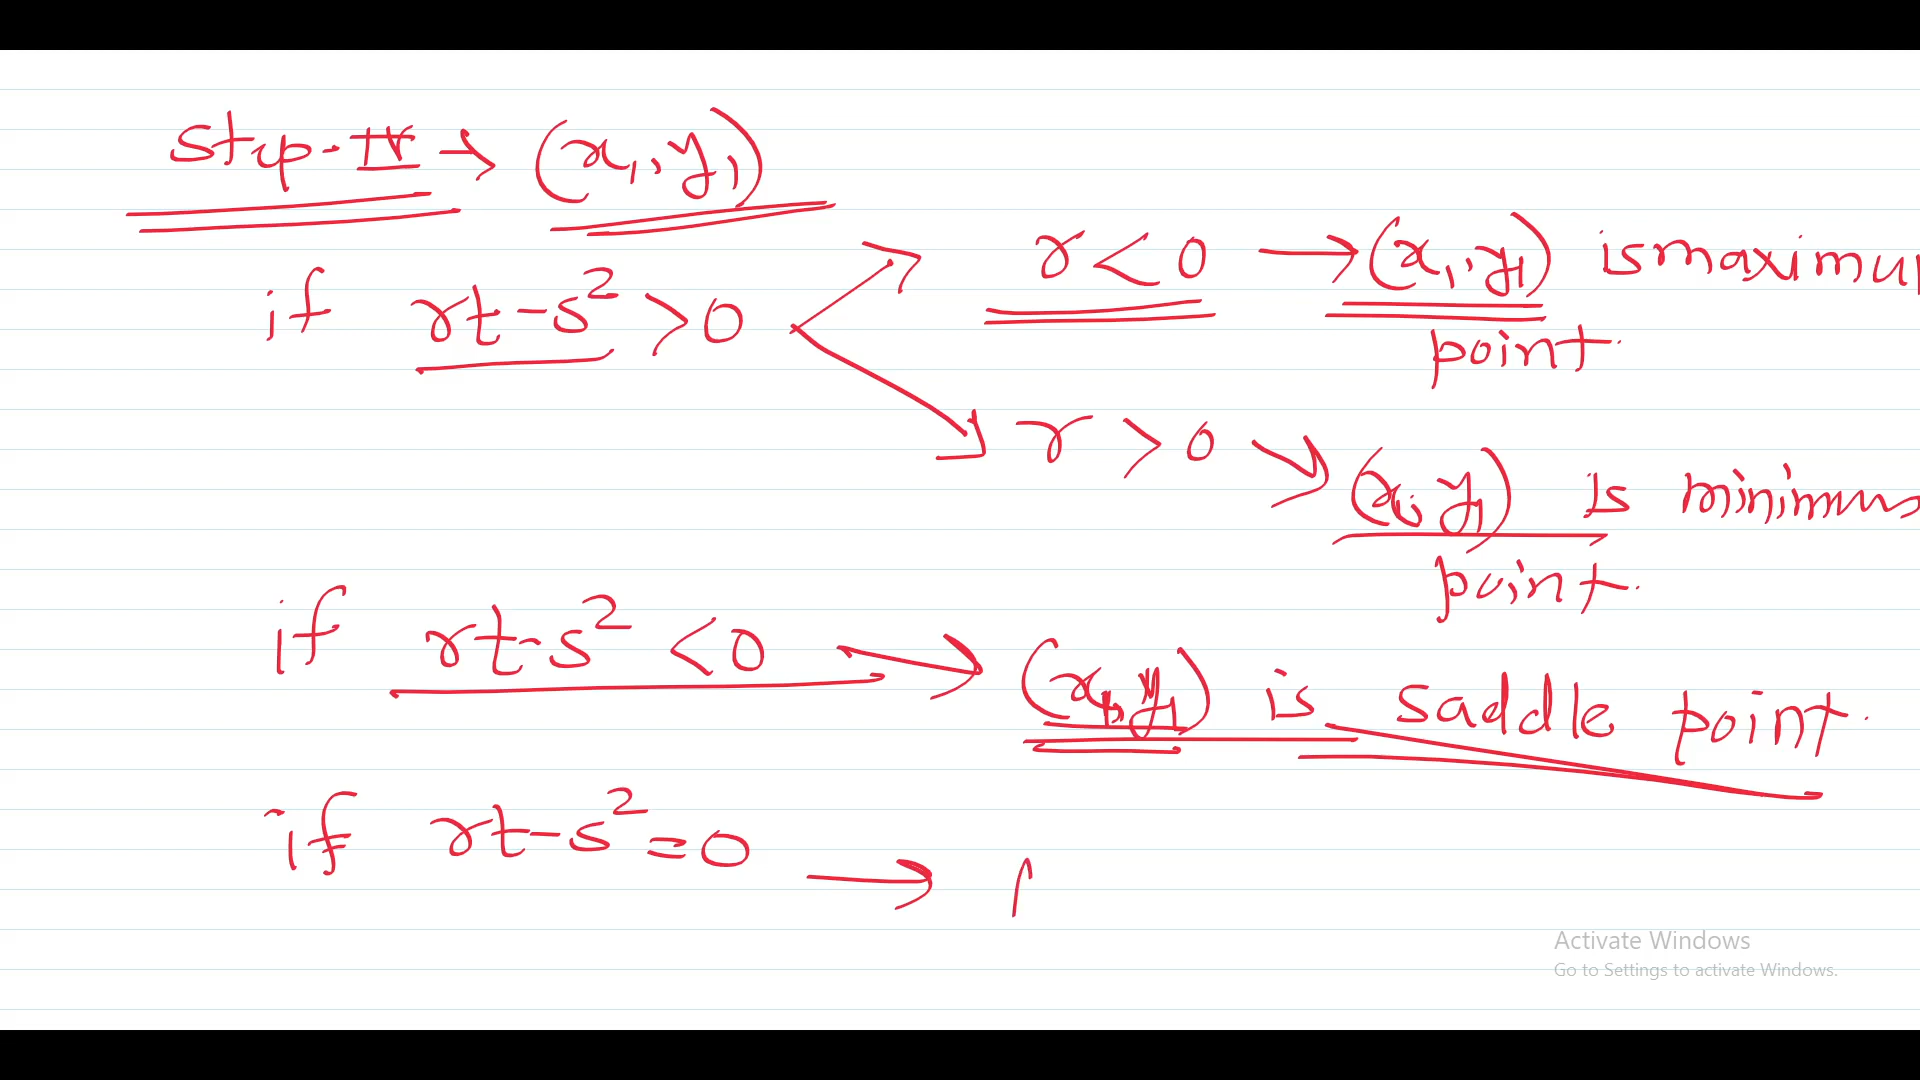 step-IV → (x₁, y₁)
if rt-s² >0
r<0 → (x₁, y₁) is maximu
point.
r >0 ↘ (x₁, y₁) is minimu
point.
if rt-s² <0 → (x₁, y₁) is saddle point.
if rt-s²=0 →
Activate Windows
Go to Settings to activate Windows.